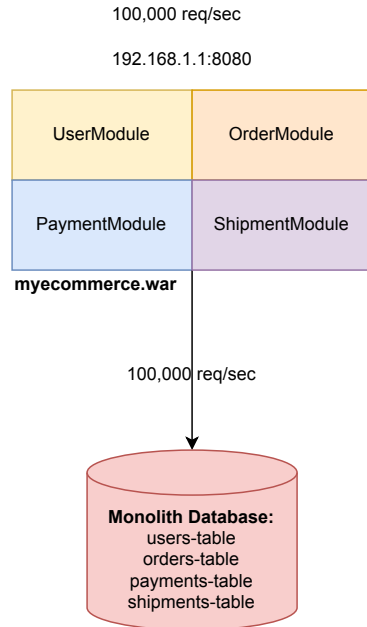 100,000 req/sec
192.168.1.1:8080
UserModule
OrderModule
PaymentModule
ShipmentModule
myecommerce.war
100,000 req/sec
Monolith Database:
users-table
orders-table
payments-table
shipments-table